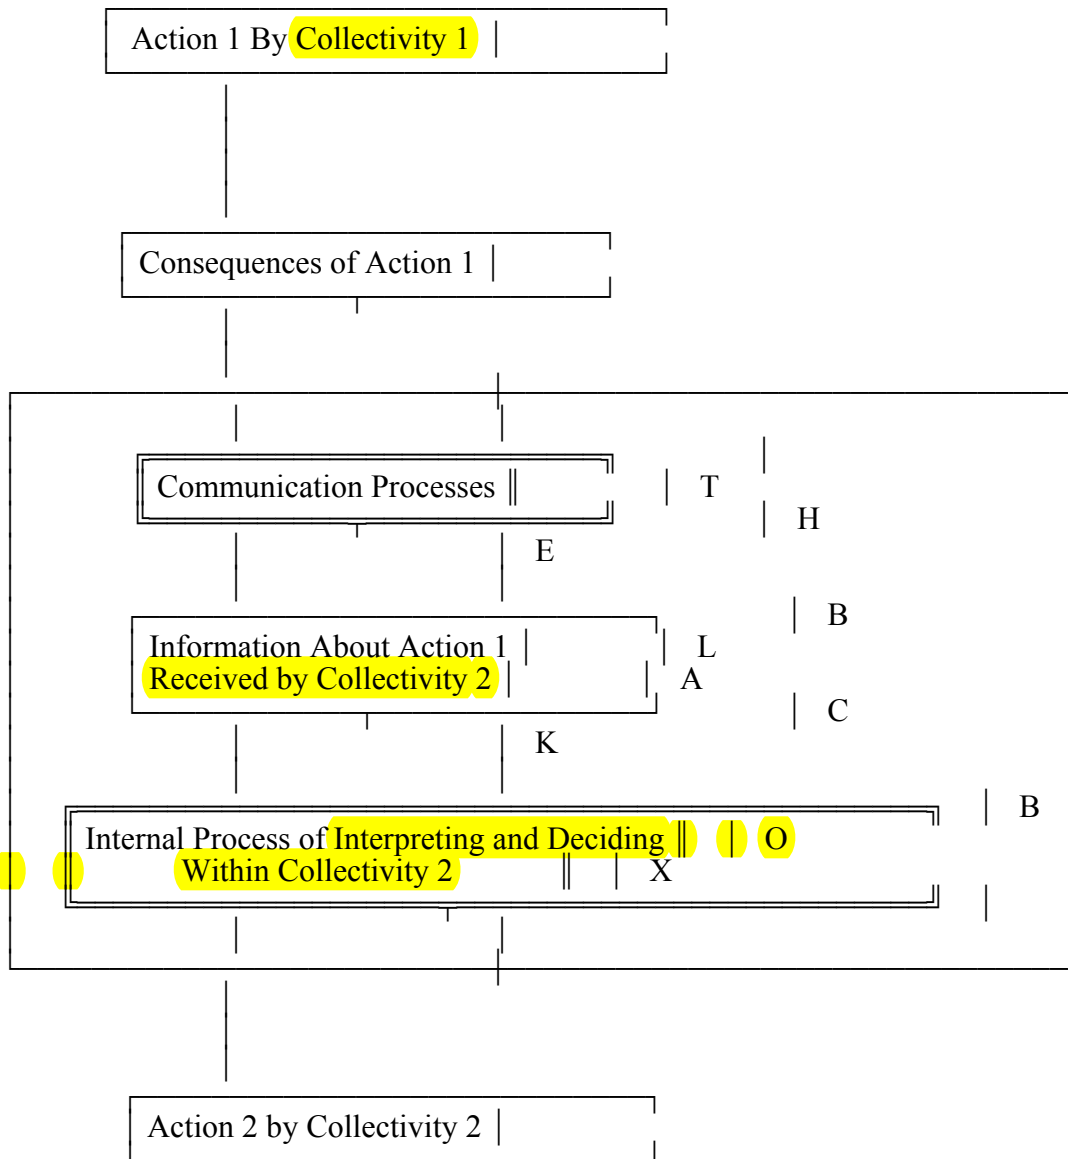 Action 1 By Collectivity 1
Consequences of Action 1
Communication Processes T
H
E
B
Information About Action 1 L
Received by Collectivity 2 A
C
K
B
Internal Process of Interpreting and Deciding O
Within Collectivity 2 X
Action 2 by Collectivity 2